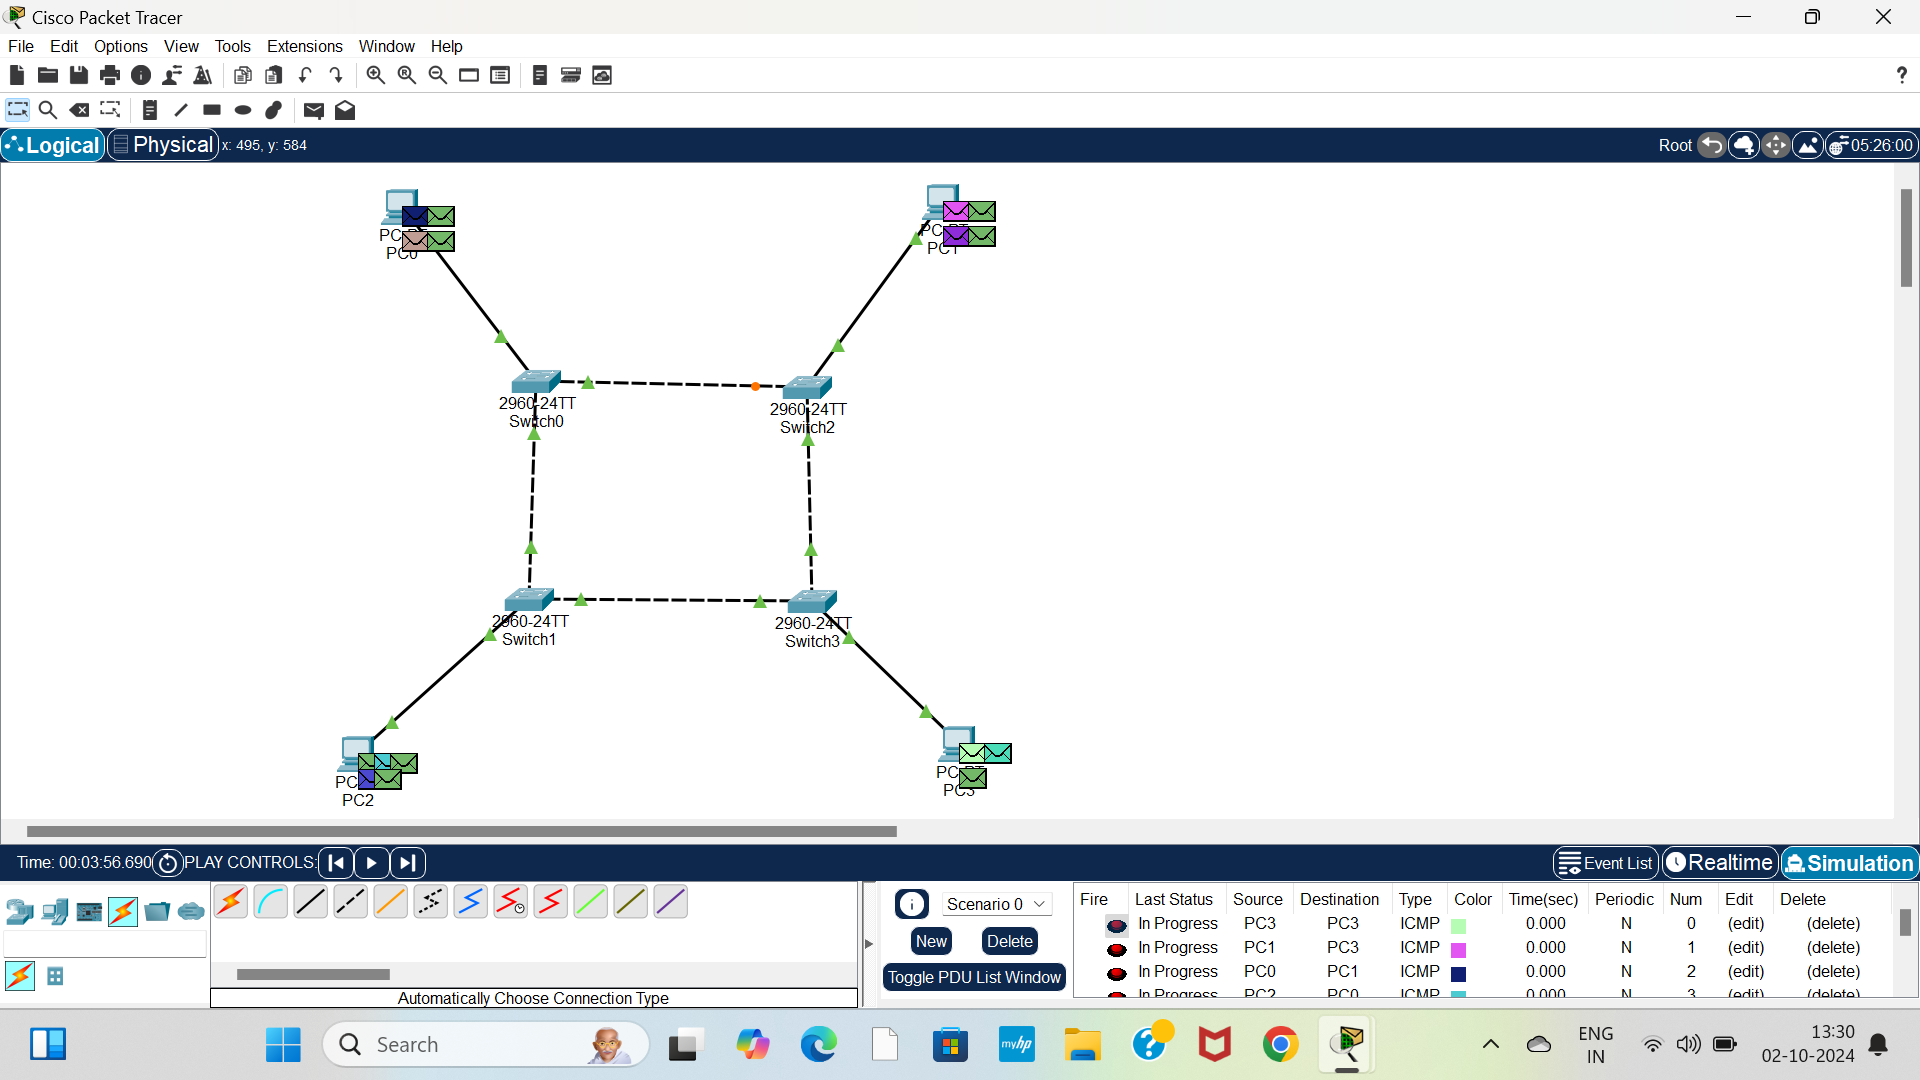 Cisco Packet Tracer
File Edit Options View Tools Extensions Window Help
?
Logical Physical x: 495, y: 584 Root 05:26:00
PC0
PC1
2960-24TT
Switch0
2960-24TT
Switch2
2960-24TT
Switch1
2960-24TT
Switch3
PC
PC2
PC-PT
PC3
Time: 00:03:56.690 PLAY CONTROLS: Event List Realtime Simulation
Scenario 0
New Delete
Toggle PDU List Window
Automatically Choose Connection Type
Fire Last Status Source Destination Type Color Time(sec) Periodic Num Edit Delete
In Progress PC3 PC3 ICMP 0.000 N 0 (edit) (delete)
In Progress PC1 PC3 ICMP 0.000 N 1 (edit) (delete)
In Progress PC0 PC1 ICMP 0.000 N 2 (edit) (delete)
In Progress PC2 PC0 ICMP 0.000 N 3 (edit) (delete)
Search
myhp
ENG
IN
13:30
02-10-2024